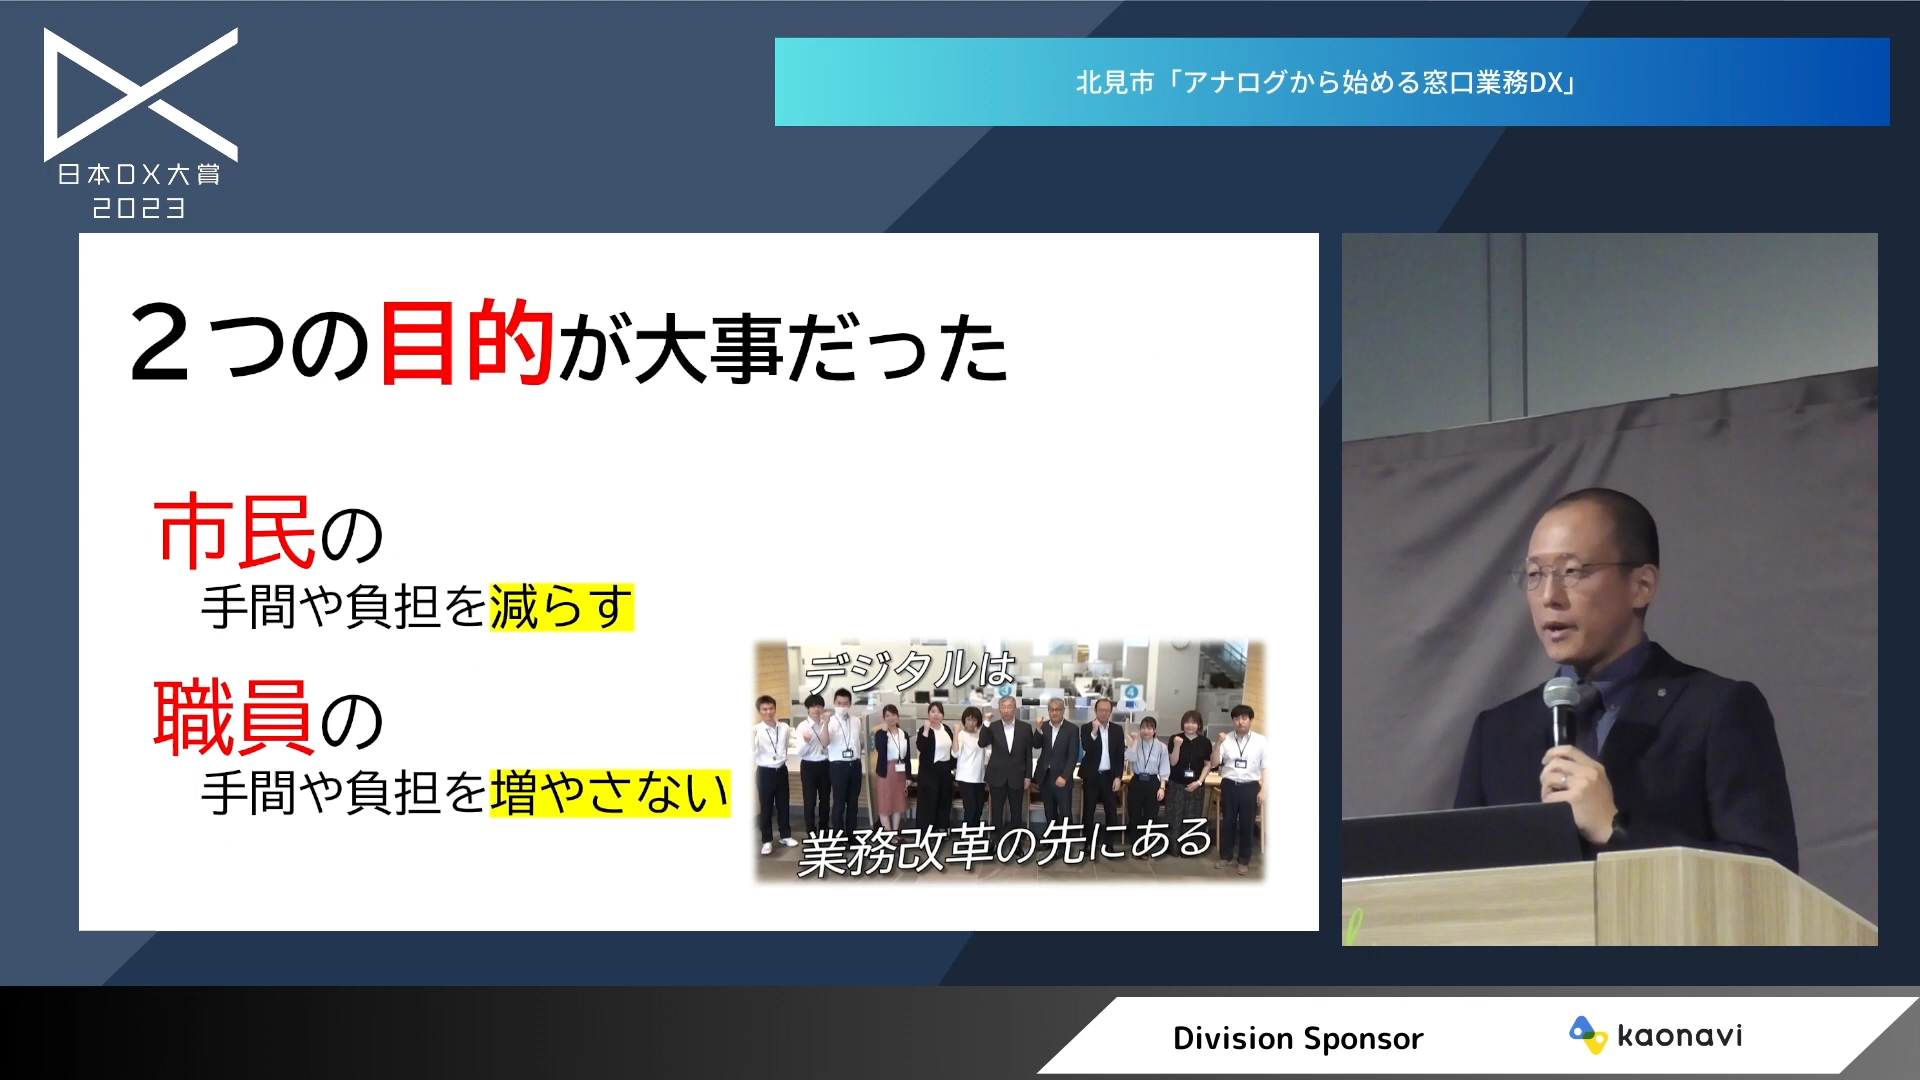 日本DX大賞
2023
北見市「アナログから始める窓口業務DX」
２つの目的が大事だった
市民の
手間や負担を減らす
職員の
手間や負担を増やさない
デジタルは
③
④
業務改革の先にある
Division Sponsor
kaonavi